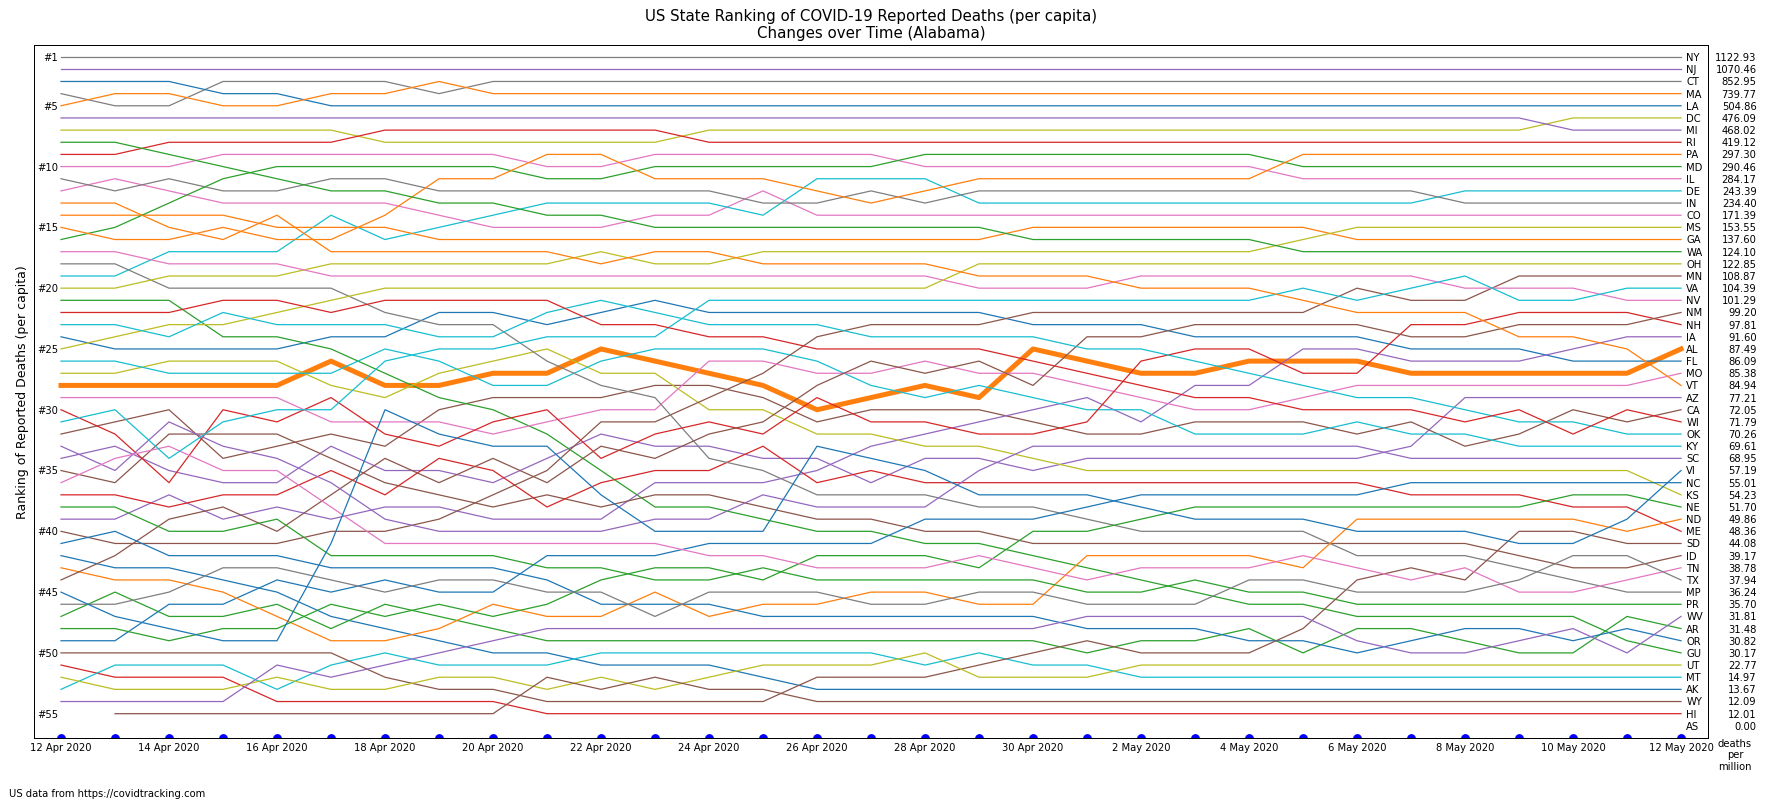 US State Ranking of COVID-19 Reported Deaths (per capita)
Changes over Time (Alabama)
Ranking of Reported Deaths (per capita)
#1
#5
#10
#15
#20
#25
#30
#35
#40
#45
#50
#55
NY 1122.93
NJ 1070.46
CT 852.95
MA 739.77
LA 504.86
DC 476.09
MI 468.02
RI 419.12
PA 297.30
MD 290.46
IL 284.17
DE 243.39
IN 234.40
CO 171.39
MS 153.55
GA 137.60
WA 124.10
OH 122.85
MN 108.87
VA 104.39
NV 101.29
NM 99.20
NH 97.81
IA 91.60
AL 87.49
FL 86.09
MO 85.38
VT 84.94
AZ 77.21
CA 72.05
WI 71.79
OK 70.26
KY 69.61
SC 68.95
VI 57.19
NC 55.01
KS 54.23
NE 51.70
ND 49.86
ME 48.36
SD 44.08
ID 39.17
TN 38.78
TX 37.94
MP 36.24
PR 35.70
WV 31.81
AR 31.48
OR 30.82
GU 30.17
UT 22.77
MT 14.97
AK 13.67
WY 12.09
HI 12.01
AS 0.00
12 Apr 2020 14 Apr 2020 16 Apr 2020 18 Apr 2020 20 Apr 2020 22 Apr 2020 24 Apr 2020 26 Apr 2020 28 Apr 2020 30 Apr 2020 2 May 2020 4 May 2020 6 May 2020 8 May 2020 10 May 2020 12 May 2020
deaths
per
million
US data from https://covidtracking.com